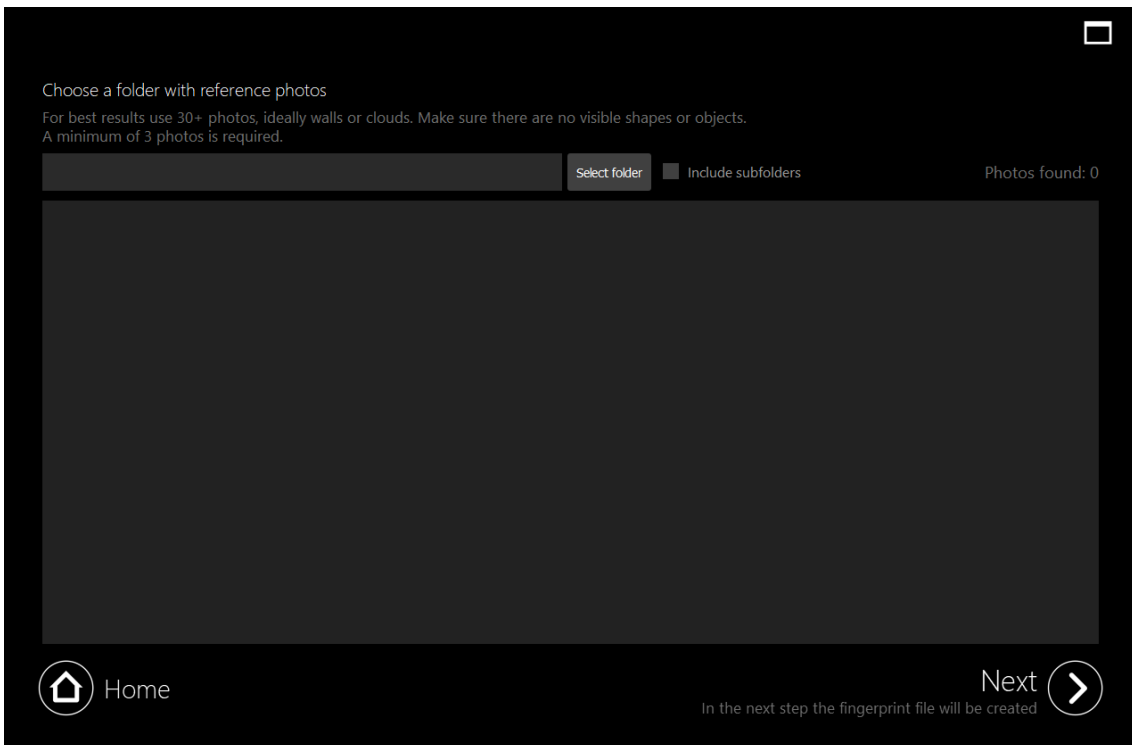 Choose a folder with reference photos
For best results use 30+ photos, ideally walls or clouds. Make sure there are no visible shapes or objects.
A minimum of 3 photos is required.
Select folder
Include subfolders
Photos found: 0
Home
Next
In the next step the fingerprint file will be created